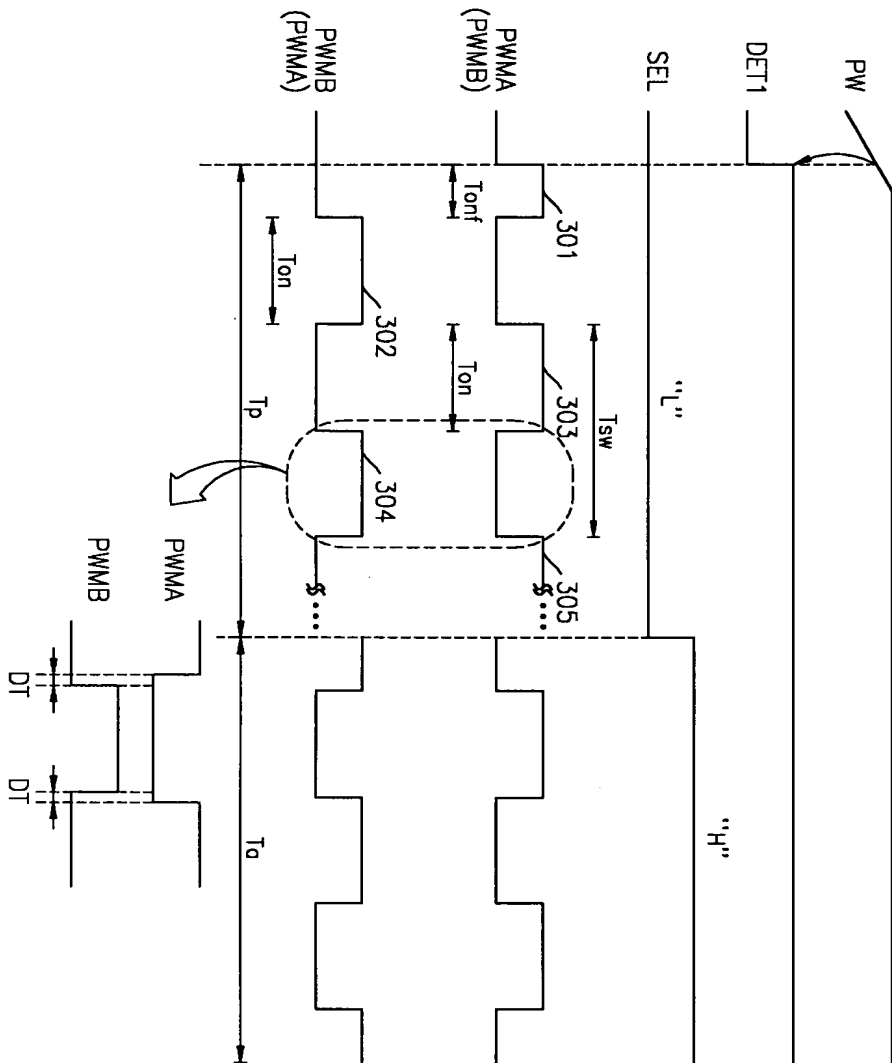 PW
DET1
SEL
"L"
"H"
PWMA
(PWMB)
301
303
305
Tsw
Tonf
Ton
PWMB
(PWMA)
302
304
Ton
Tp
Ta
PWMA
PWMB
DT
DT